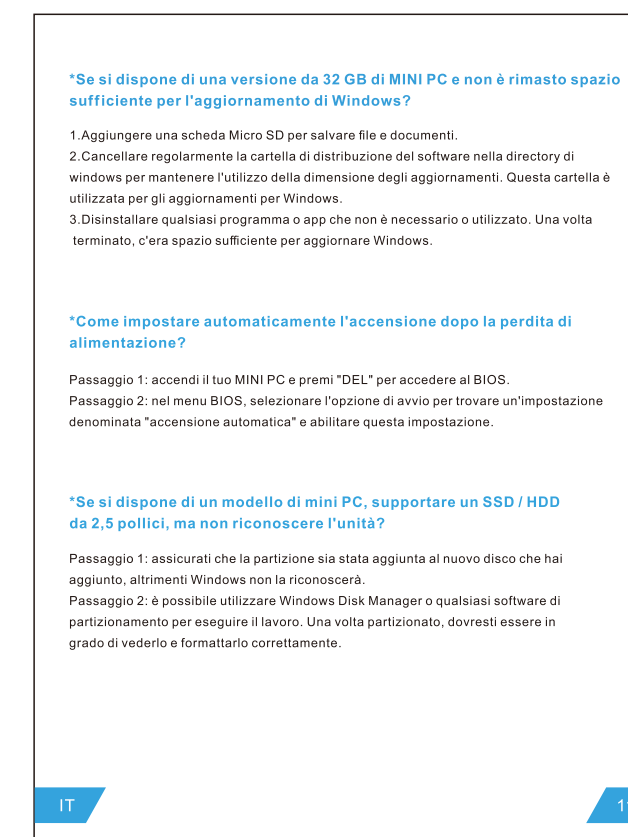 *Se si dispone di una versione da 32 GB di MINI PC e non è rimasto spazio
sufficiente per l'aggiornamento di Windows?
1.Aggiungere una scheda Micro SD per salvare file e documenti.
2.Cancellare regolarmente la cartella di distribuzione del software nella directory di
windows per mantenere l'utilizzo della dimensione degli aggiornamenti. Questa cartella è
utilizzata per gli aggiornamenti per Windows.
3.Disinstallare qualsiasi programma o app che non è necessario o utilizzato. Una volta
terminato, c'era spazio sufficiente per aggiornare Windows.
*Come impostare automaticamente l'accensione dopo la perdita di
alimentazione?
Passaggio 1: accendi il tuo MINI PC e premi "DEL" per accedere al BIOS.
Passaggio 2: nel menu BIOS, selezionare l'opzione di avvio per trovare un'impostazione
denominata "accensione automatica" e abilitare questa impostazione.
*Se si dispone di un modello di mini PC, supportare un SSD / HDD
da 2,5 pollici, ma non riconoscere l'unità?
Passaggio 1: assicurati che la partizione sia stata aggiunta al nuovo disco che hai
aggiunto, altrimenti Windows non la riconoscerà.
Passaggio 2: è possibile utilizzare Windows Disk Manager o qualsiasi software di
partizionamento per eseguire il lavoro. Una volta partizionato, dovresti essere in
grado di vederlo e formattarlo correttamente.
IT